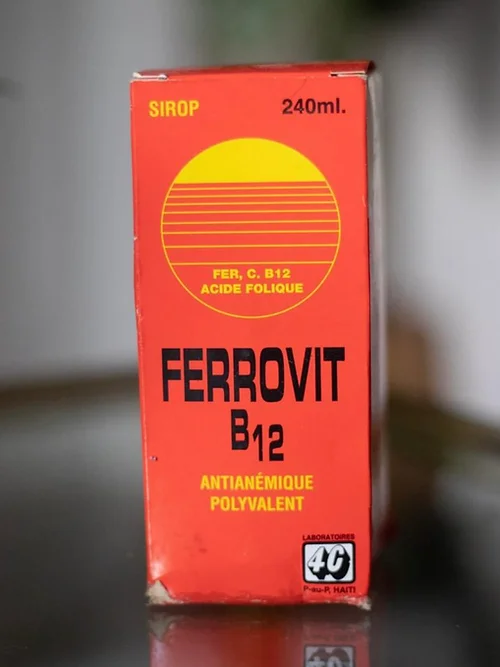 SIROP
240ml.
FER, C. B12
ACIDE FOLIQUE
FERROVIT
B12
ANTIANÉMIQUE
POLYVALENT
LABORATOIRES
4C
P-au-P, HAITI